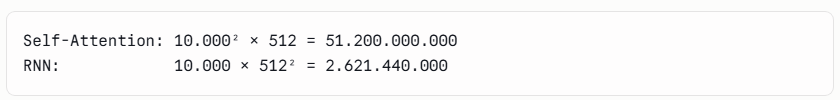 Self-Attention: 10.000² × 512 = 51.200.000.000
RNN: 10.000 × 512² = 2.621.440.000